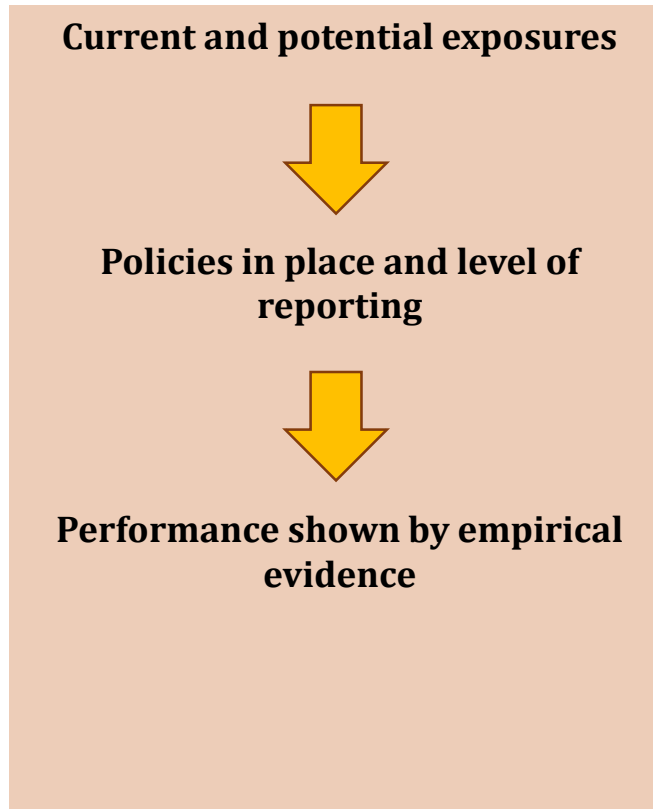 Current and potential exposures
Policies in place and level of
reporting
Performance shown by empirical
evidence